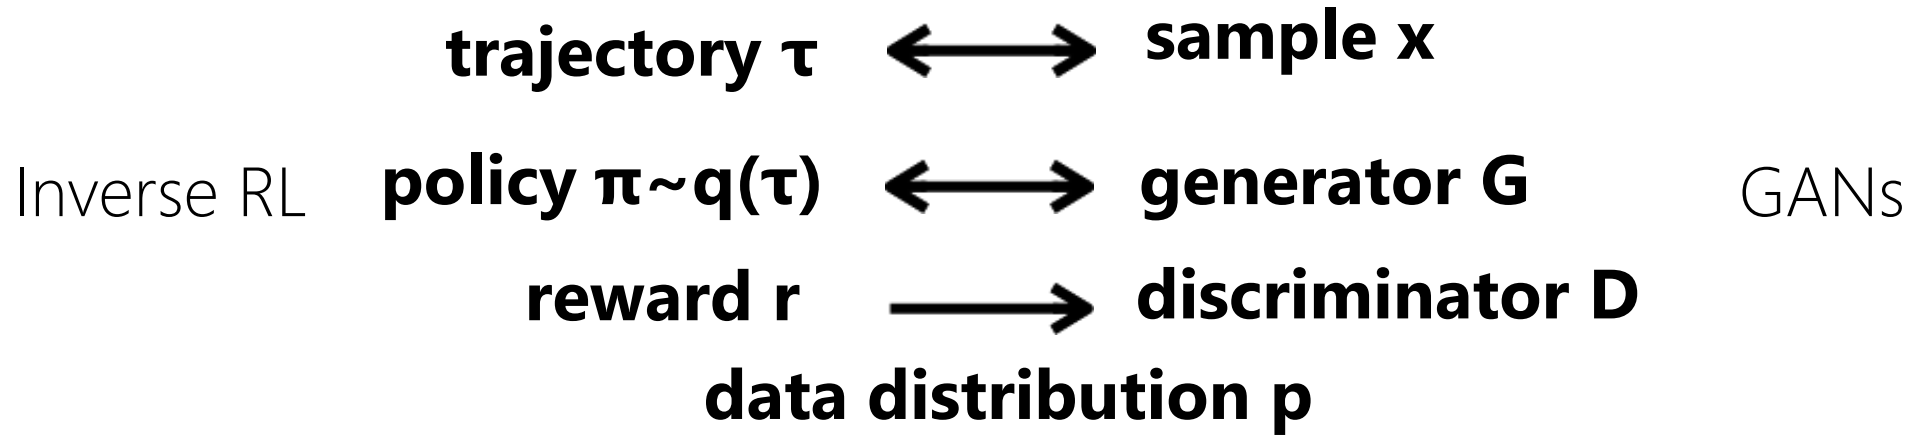 trajectory τ ⟷ sample x
Inverse RL policy π~q(τ) ⟷ generator G GANs
reward r ⟶ discriminator D
data distribution p